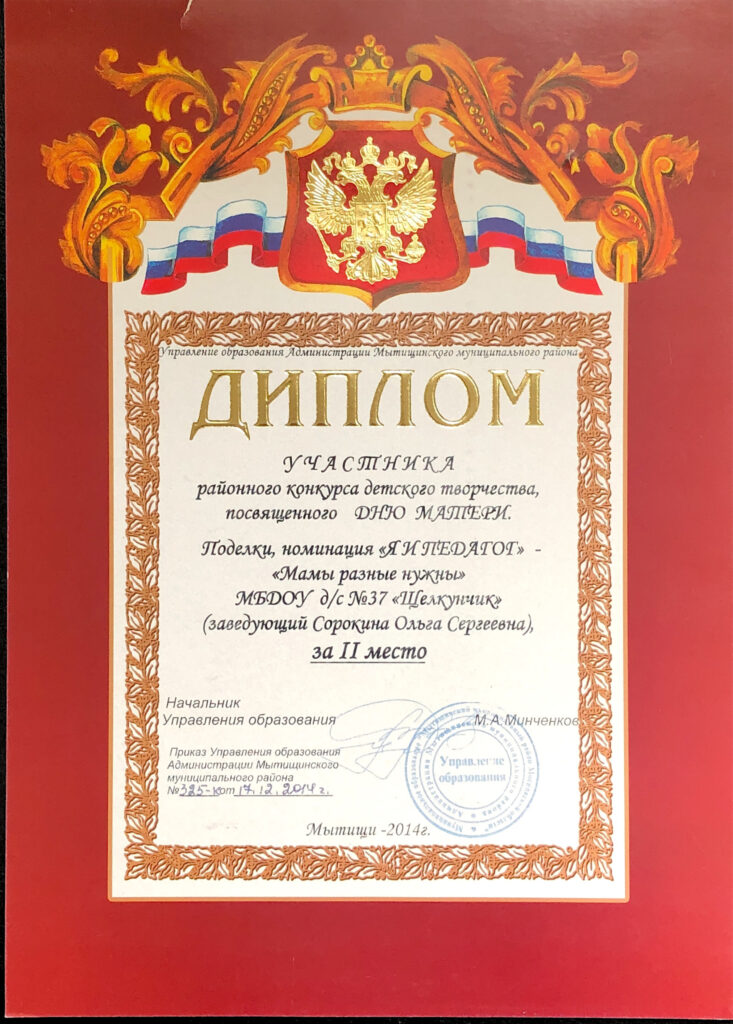 Управление образования Администрации Мытищинского муниципального района
ДИПЛОМ
УЧАСТНИКА
районного конкурса детского творчества,
посвященного ДНЮ МАТЕРИ.
Поделки, номинация «Я И ПЕДАГОГ» -
«Мамы разные нужны»
МБДОУ д/с №37 «Щелкунчик»
(заведующий Сорокина Ольга Сергеевна),
за II место
Начальник
Управления образования М.А.Минченков
Приказ Управления образования
Администрации Мытищинского
муниципального района
№325-к от 17.12.2014 г.
Управление
образования
Мытищи -2014г.